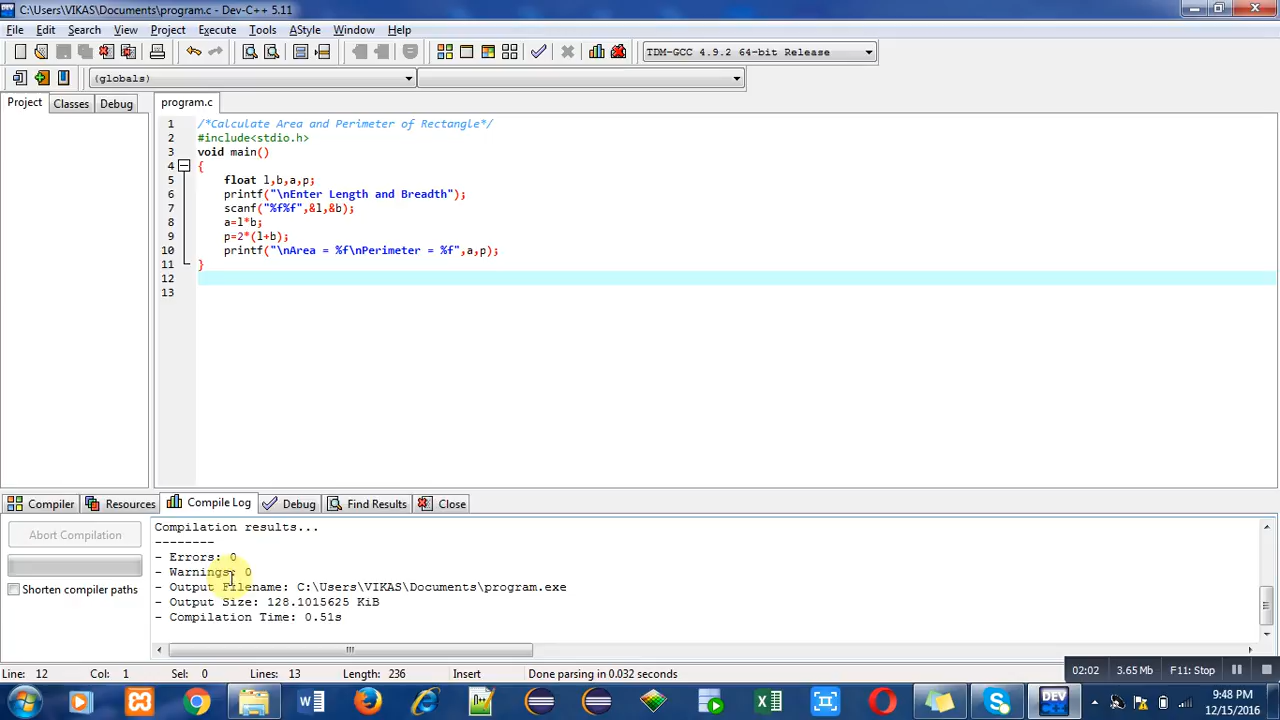 C:\Users\VIKAS\Documents\program.c - Dev-C++ 5.11
File Edit Search View Project Execute Tools AStyle Window Help
TDM-GCC 4.9.2 64-bit Release
(globals)
Project Classes Debug program.c
1 /*Calculate Area and Perimeter of Rectangle*/
2 #include<stdio.h>
3 void main()
4 {
5 float l,b,a,p;
6 printf("\nEnter Length and Breadth");
7 scanf("%f%f",&l,&b);
8 a=l*b;
9 p=2*(l+b);
10 printf("\nArea = %f\nPerimeter = %f",a,p);
11 }
12
13
Compiler Resources Compile Log Debug Find Results Close
Abort Compilation
Shorten compiler paths
Compilation results...
--------
- Errors: 0
- Warnings: 0
- Output Filename: C:\Users\VIKAS\Documents\program.exe
- Output Size: 128.1015625 KiB
- Compilation Time: 0.51s
Line: 12 Col: 1 Sel: 0 Lines: 13 Length: 236 Insert Done parsing in 0.032 seconds
02:02 3.65 Mb F11: Stop
DEV
9:48 PM
12/15/2016